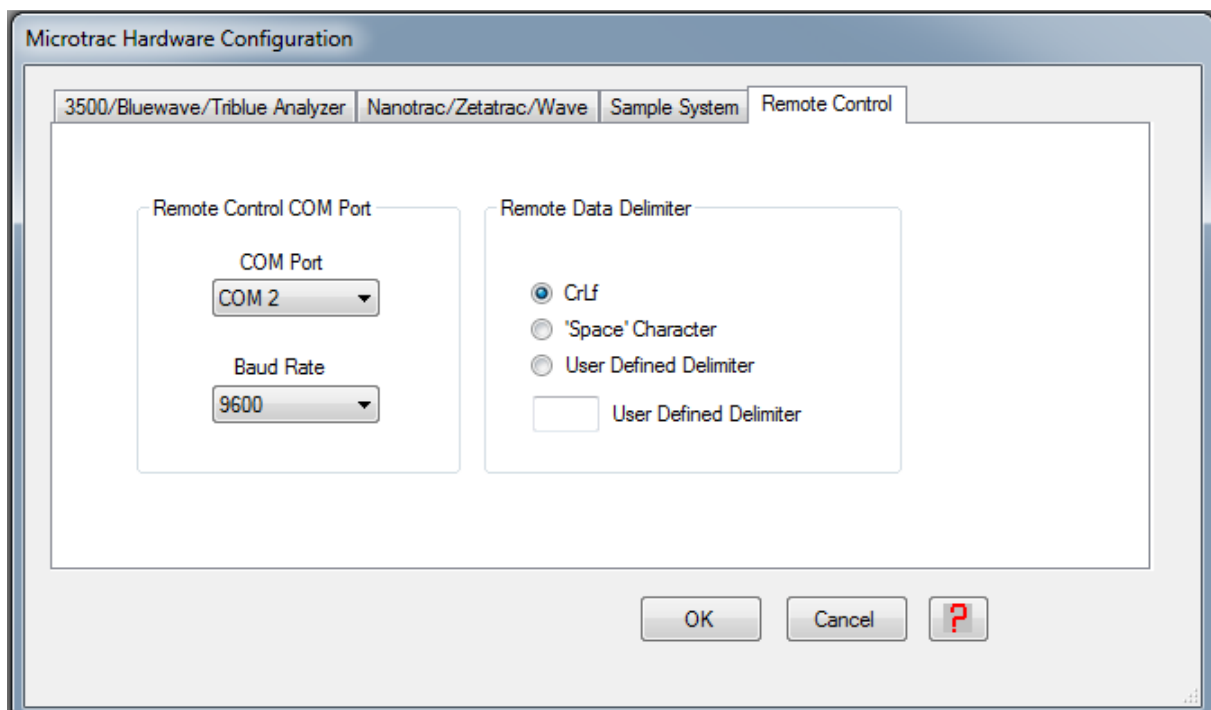 Microtrac Hardware Configuration
3500/Bluewave/Triblue Analyzer Nanotrac/Zetatrac/Wave Sample System Remote Control
Remote Control COM Port
COM Port
COM 2
Baud Rate
9600
Remote Data Delimiter
CrLf
'Space' Character
User Defined Delimiter
User Defined Delimiter
OK Cancel ?